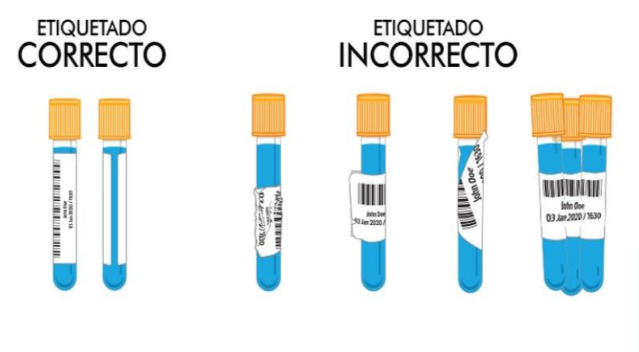 ETIQUETADO
CORRECTO
ETIQUETADO
INCORRECTO
John Doe
03 Jan 2020 / 1630
John Doe
03 Jan 2020 /
John Doe
/ 1630
John Doe
03 Jan 2020 / 1630